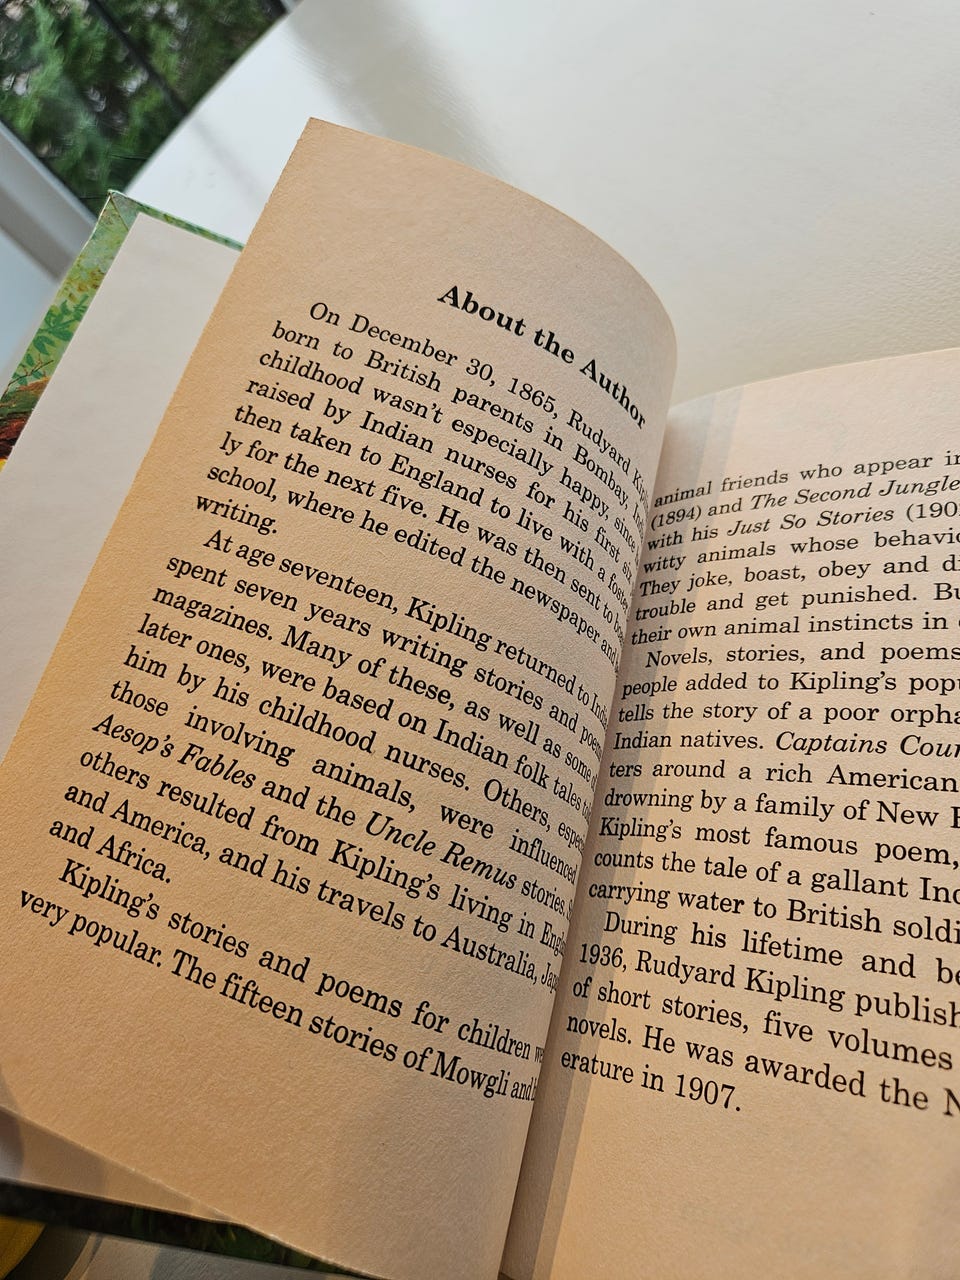 About the Author
On December 30, 1865, Rudyard
born to British parents in Bombay,
childhood wasn't especially happy, since
raised by Indian nurses for his first six
then taken to England to live with a foster
ly for the next five. He was then sent to
school, where he edited the newspaper and
writing.
At age seventeen, Kipling returned to
spent seven years writing stories and
magazines. Many of these, as well as some
later ones, were based on Indian folk tales
him by his childhood nurses. Others,
those involving animals, were influenced
Aesop's Fables and the Uncle Remus stories.
others resulted from Kipling's living in
and America, and his travels to Australia,
and Africa.
Kipling's stories and poems for children
very popular. The fifteen stories of Mowgli and
animal friends who appear
(1894) and The Second Jungle
with his Just So Stories
witty animals whose
They joke, boast, obey and
trouble and get punished.
their own animal instincts in
Novels, stories, and poems
people added to Kipling's
tells the story of a poor
Indian natives. Captains
ters around a rich American
drowning by a family of New
Kipling's most famous poem,
counts the tale of a gallant
carrying water to British
During his lifetime and
1936, Rudyard Kipling
of short stories, five volumes
novels. He was awarded the
erature in 1907.